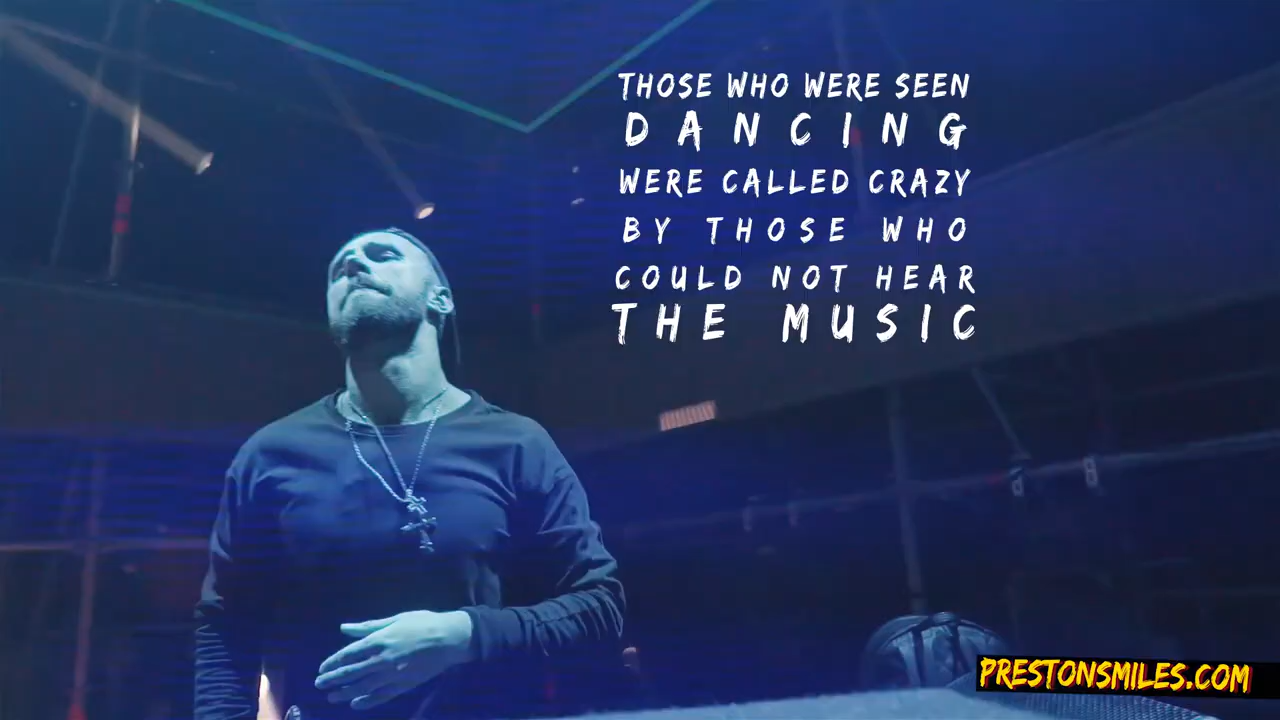 THOSE WHO WERE SEEN
DANCING
WERE CALLED CRAZY
BY THOSE WHO
COULD NOT HEAR
THE MUSIC
PRESTONSMILES.COM